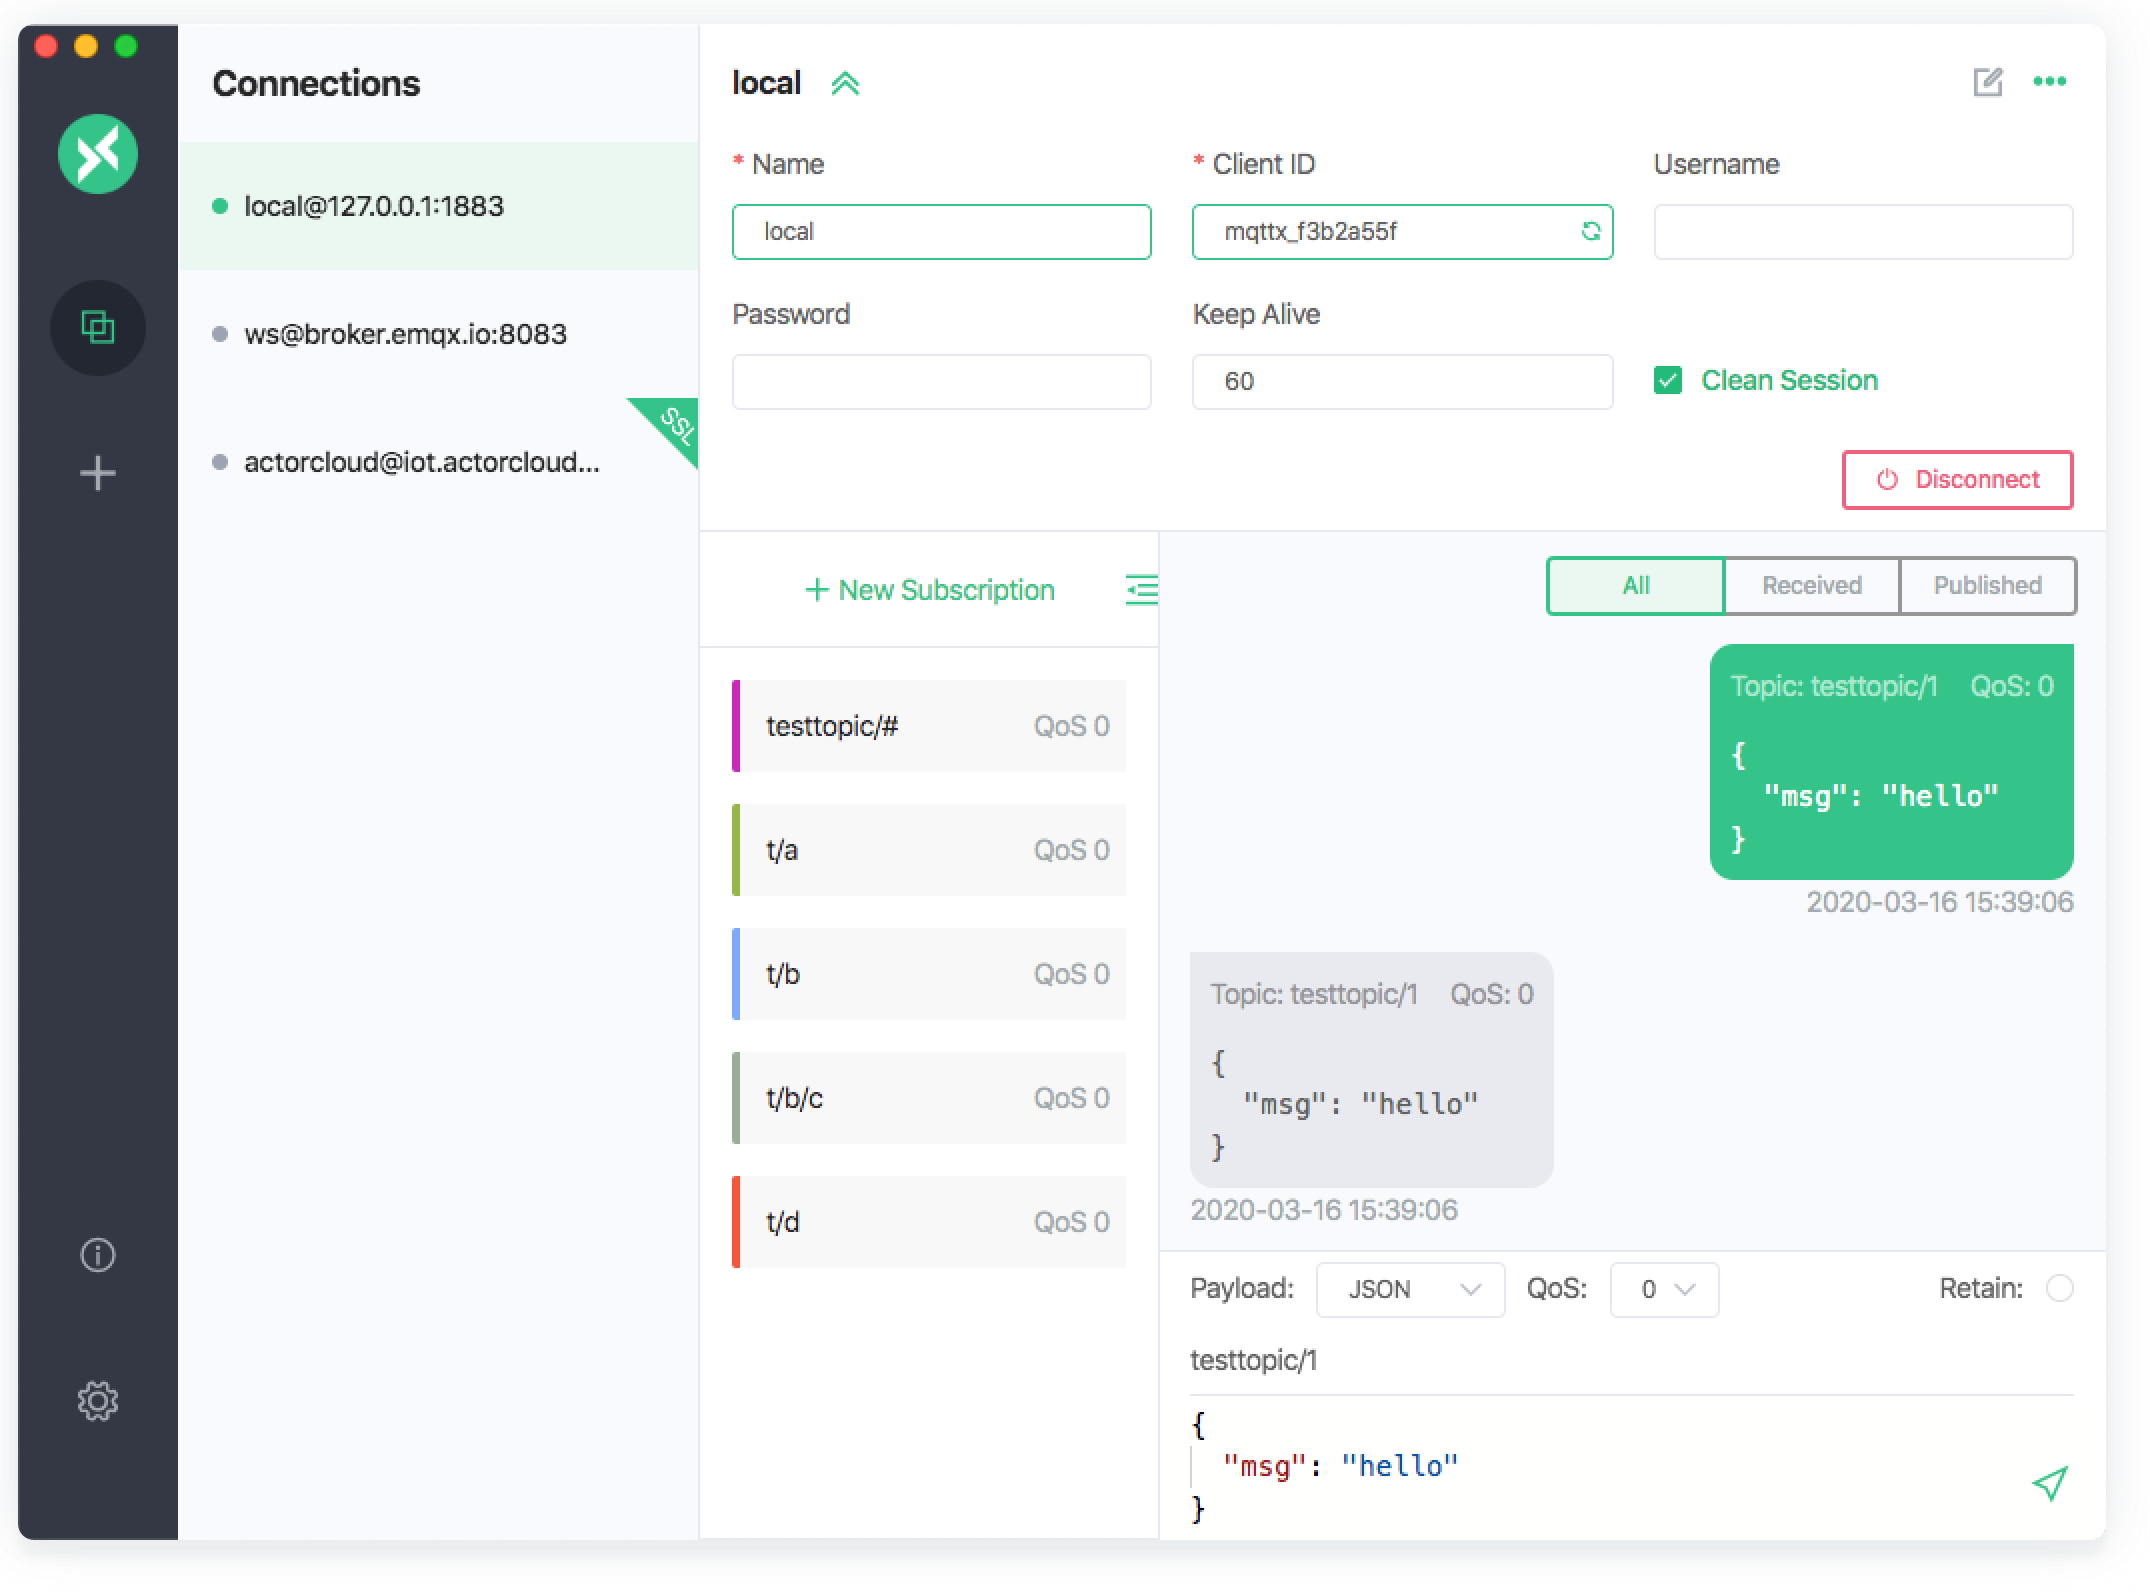 Connections
local@127.0.0.1:1883
ws@broker.emqx.io:8083
SSL
actorcloud@iot.actorcloud...
local
* Name
* Client ID
Username
local
mqttx_f3b2a55f
Password
Keep Alive
60
Clean Session
Disconnect
+ New Subscription
testtopic/# QoS 0
t/a QoS 0
t/b QoS 0
t/b/c QoS 0
t/d QoS 0
All Received Published
Topic: testtopic/1 QoS: 0
{
"msg": "hello"
}
2020-03-16 15:39:06
Topic: testtopic/1 QoS: 0
{
"msg": "hello"
}
2020-03-16 15:39:06
Payload: JSON QoS: 0 Retain:
testtopic/1
{
"msg": "hello"
}